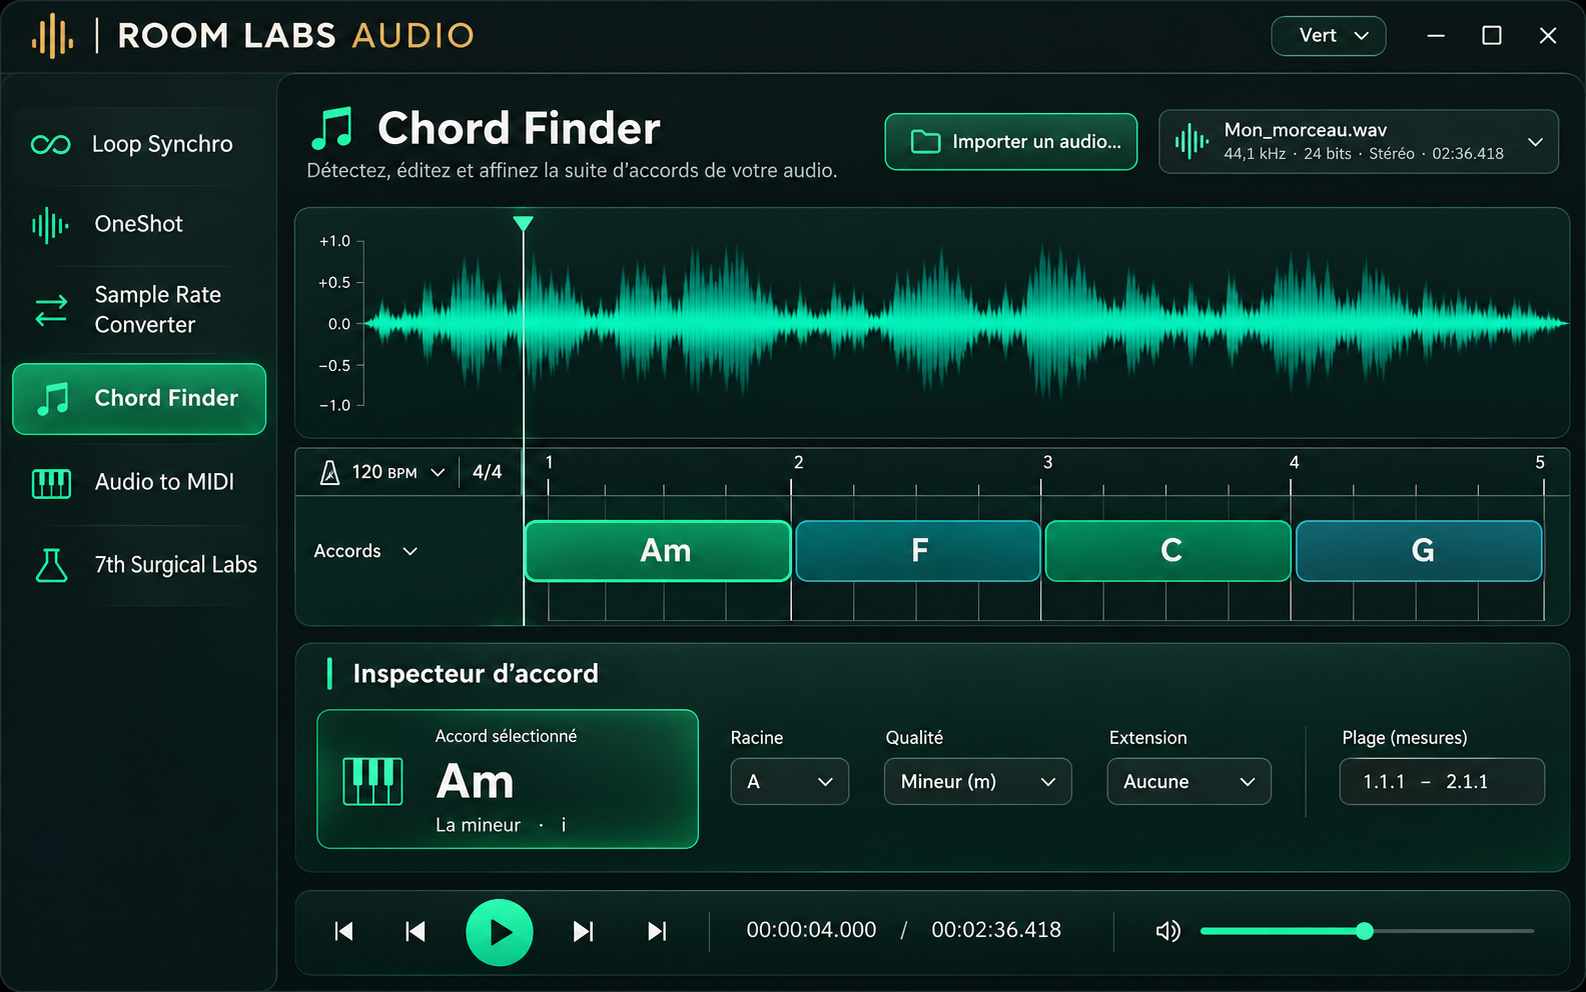 ROOM LABS AUDIO
Vert
Loop Synchro
OneShot
Sample Rate
Converter
Chord Finder
Audio to MIDI
7th Surgical Labs
Chord Finder
Détectez, éditez et affinez la suite d’accords de votre audio.
Importer un audio...
Mon_morceau.wav
44,1 kHz · 24 bits · Stéréo · 02:36.418
+1.0
+0.5
0.0
−0.5
−1.0
120 BPM 4/4
1 2 3 4 5
Accords
Am F C G
Inspecteur d’accord
Accord sélectionné
Am
La mineur · i
Racine
A
Qualité
Mineur (m)
Extension
Aucune
Plage (mesures)
1.1.1 – 2.1.1
00:00:04.000 / 00:02:36.418